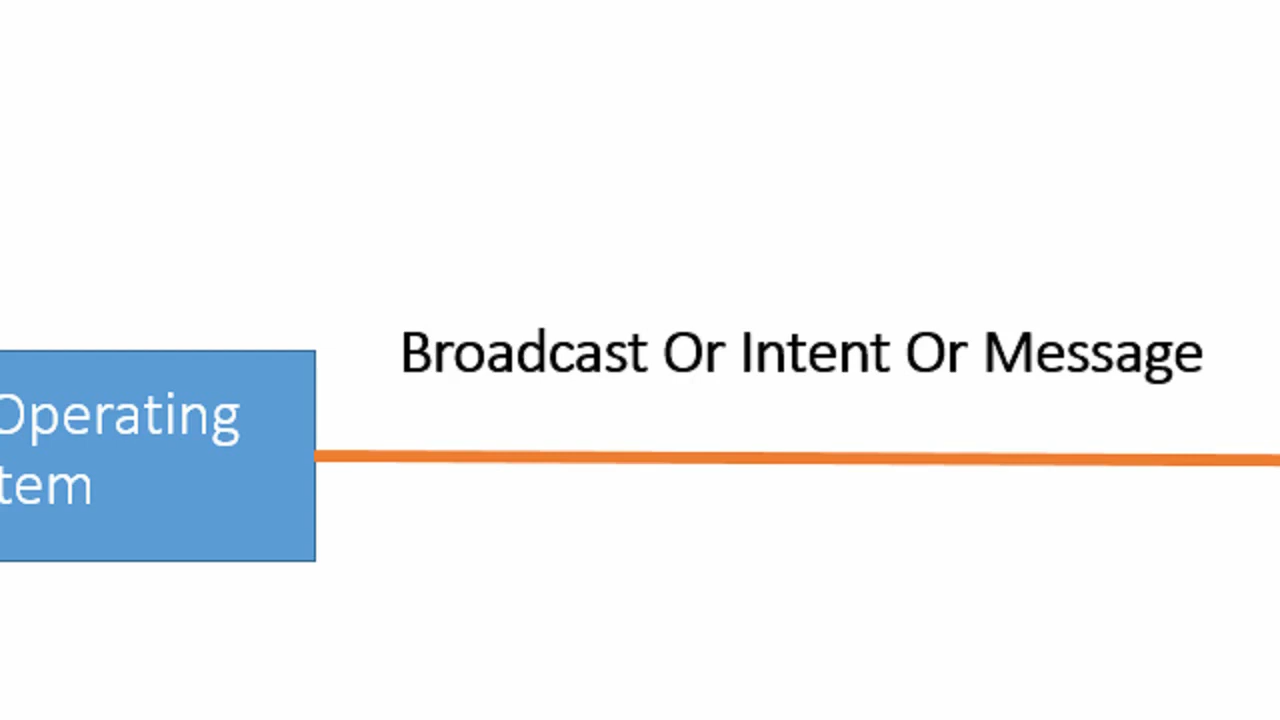 Broadcast Or Intent Or Message
Operating
tem